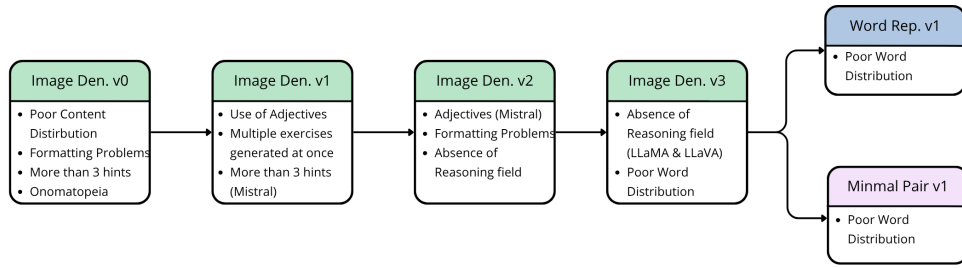 Image Den. v0
• Poor Content
Distirbution
• Formatting Problems
• More than 3 hints
• Onomatopeia
Image Den. v1
• Use of Adjectives
• Multiple exercises
generated at once
• More than 3 hints
(Mistral)
Image Den. v2
• Adjectives (Mistral)
• Formatting Problems
• Absence of
Reasoning field
Image Den. v3
• Absence of
Reasoning field
(LLaMA & LLaVA)
• Poor Word
Distribution
Word Rep. v1
• Poor Word
Distribution
Minmal Pair v1
• Poor Word
Distribution